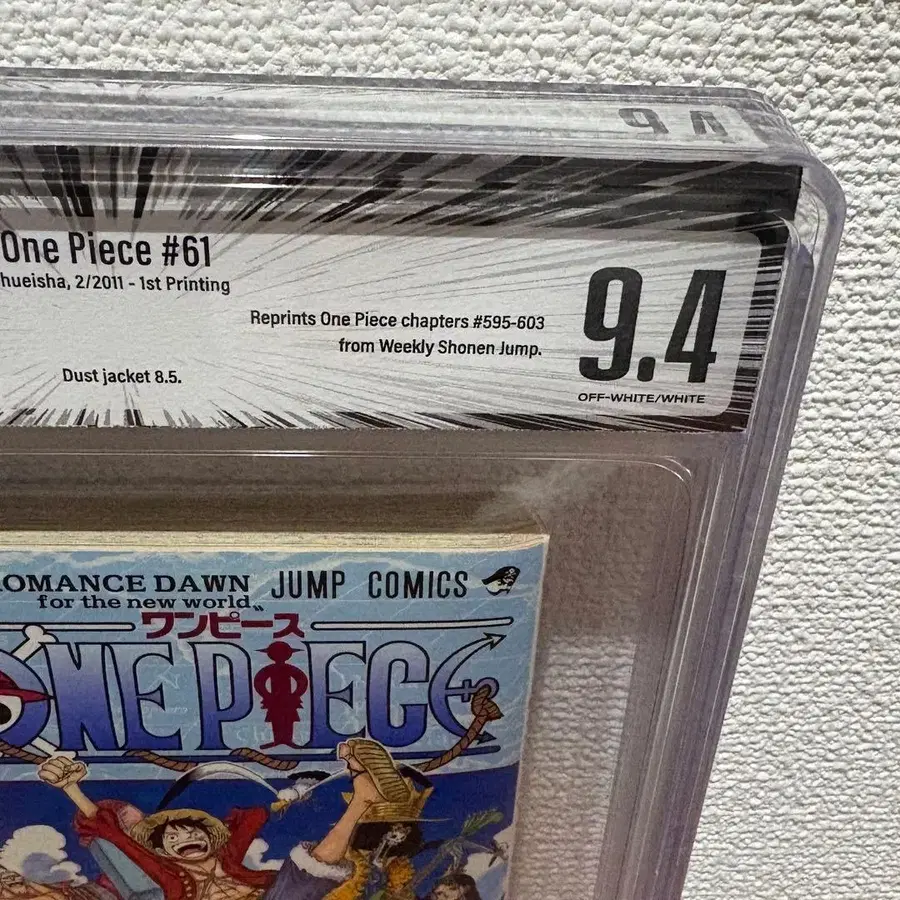 9.4
One Piece #61
hueisha, 2/2011 - 1st Printing
Reprints One Piece chapters #595-603
from Weekly Shonen Jump.
Dust jacket 8.5.
9.4
OFF-WHITE/WHITE
OMANCE DAWN
for the new world〟
JUMP COMICS
ワンピース
ONE PIECE